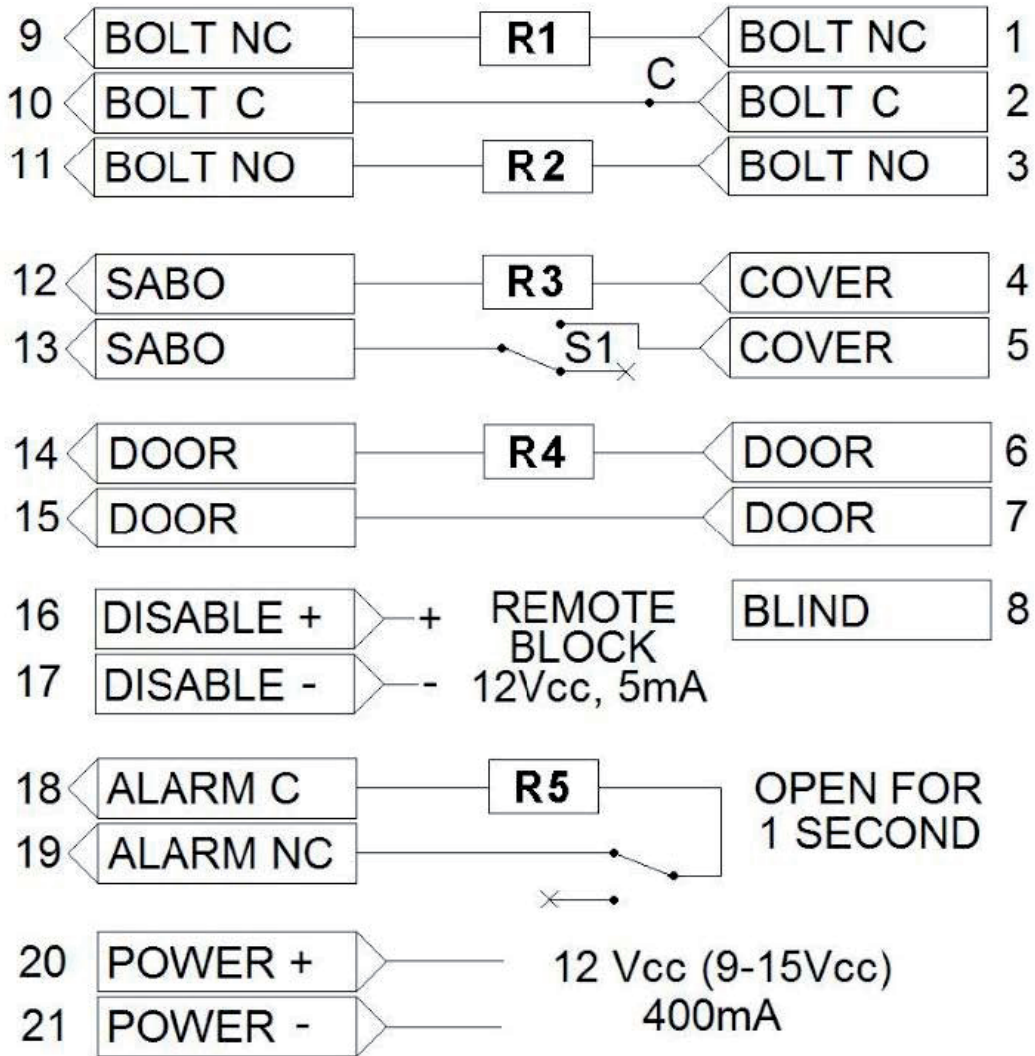 9 BOLT NC R1 BOLT NC 1
C
10 BOLT C BOLT C 2
11 BOLT NO R2 BOLT NO 3
12 SABO R3 COVER 4
13 SABO S1 COVER 5
14 DOOR R4 DOOR 6
15 DOOR DOOR 7
16 DISABLE + + REMOTE BLIND 8
BLOCK
17 DISABLE - - 12Vcc, 5mA
18 ALARM C R5 OPEN FOR
19 ALARM NC 1 SECOND
20 POWER + 12 Vcc (9-15Vcc)
21 POWER - 400mA